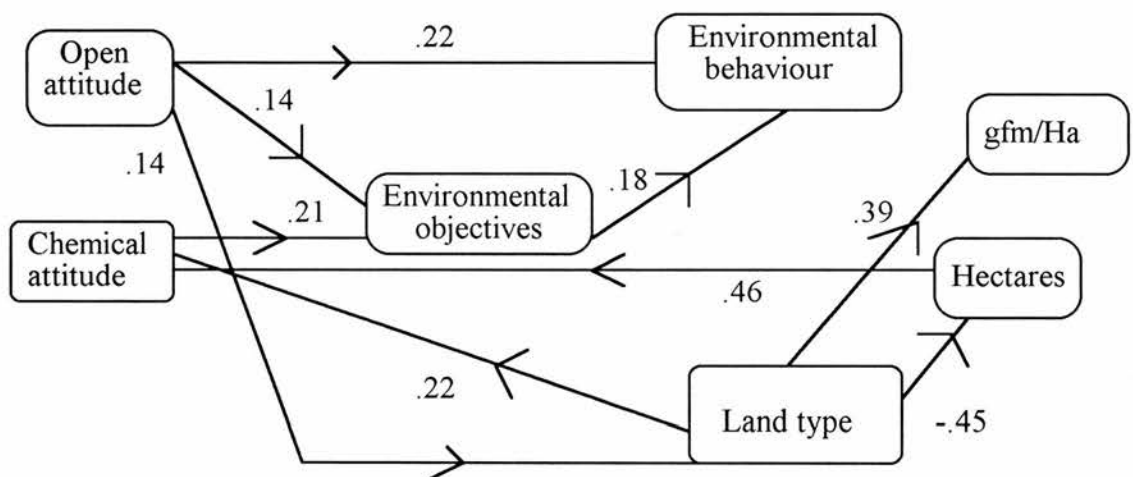 Open
attitude
.22
Environmental
behaviour
.14
gfm/Ha
.14
Environmental
objectives
.18
.21
.39
Chemical
attitude
.46
Hectares
.22
Land type
-.45